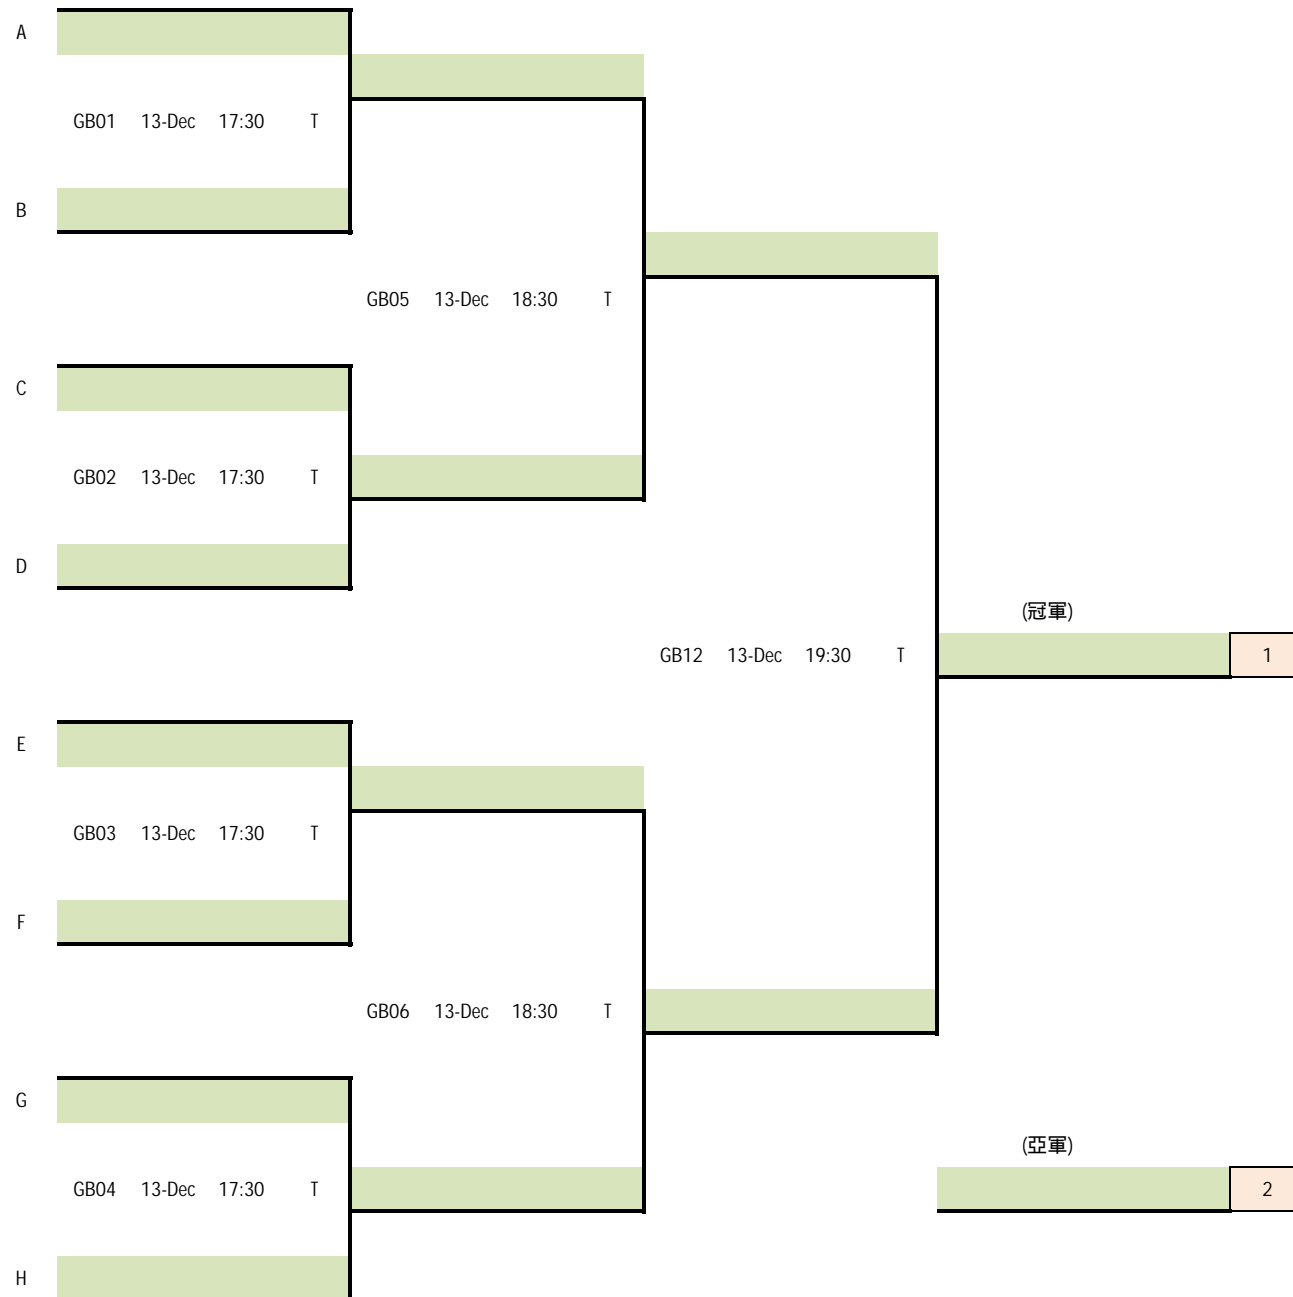 A
GB01 13-Dec 17:30 T
B
GB05 13-Dec 18:30 T
C
GB02 13-Dec 17:30 T
D
(冠軍)
GB12 13-Dec 19:30 T 1
E
GB03 13-Dec 17:30 T
F
GB06 13-Dec 18:30 T
G
(亞軍)
GB04 13-Dec 17:30 T 2
H